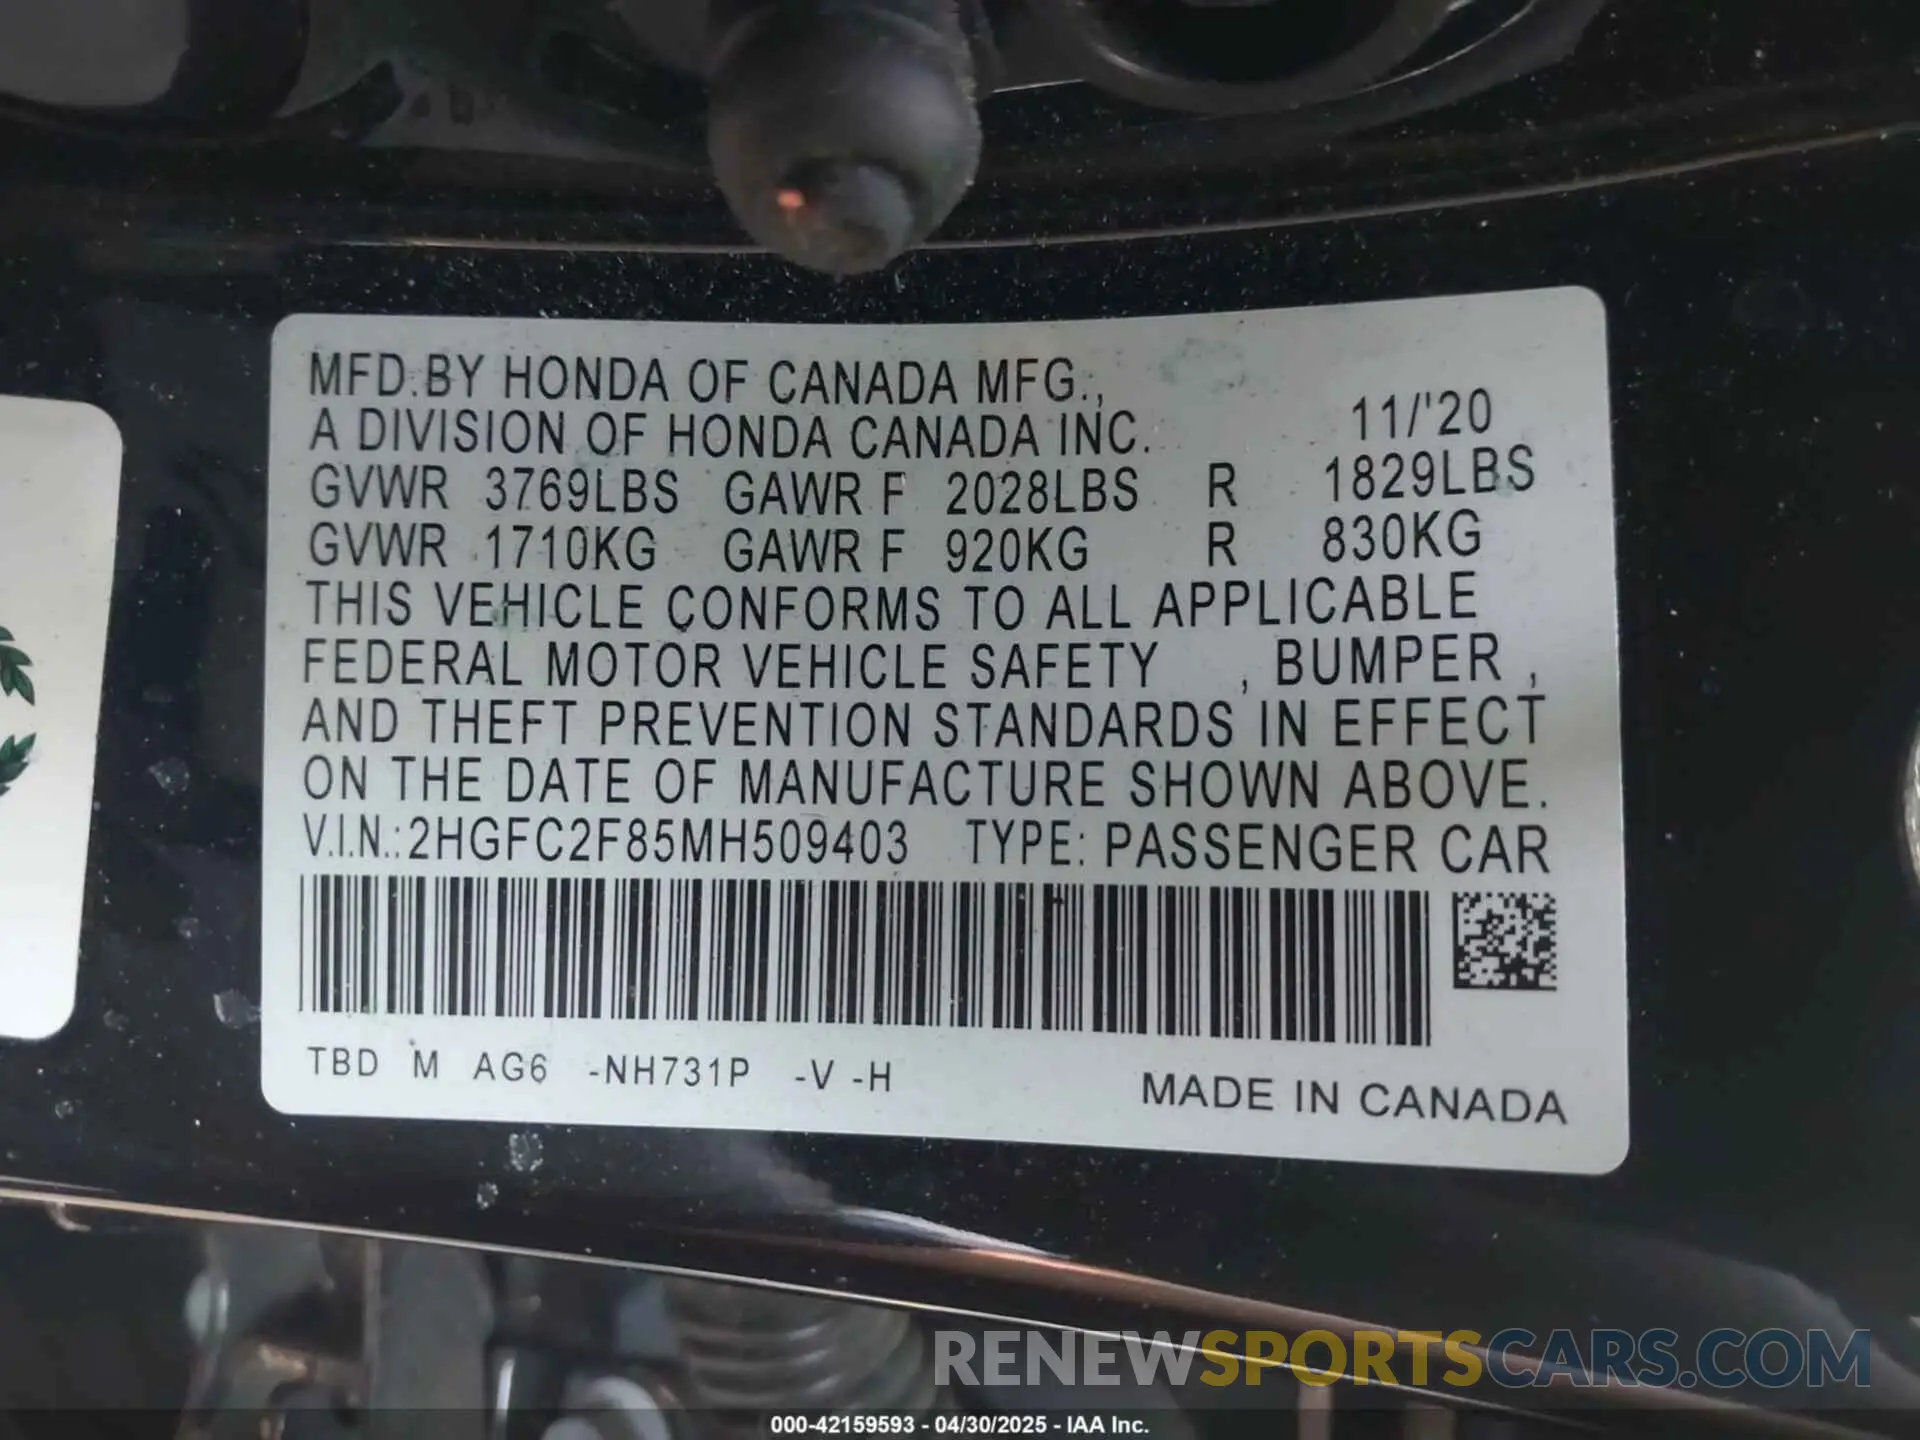 MFD.BY HONDA OF CANADA MFG.,
A DIVISION OF HONDA CANADA INC. 11/'20
GVWR 3769LBS GAWR F 2028LBS R 1829LBS
GVWR 1710KG GAWR F 920KG R 830KG
THIS VEHICLE CONFORMS TO ALL APPLICABLE
FEDERAL MOTOR VEHICLE SAFETY , BUMPER ,
AND THEFT PREVENTION STANDARDS IN EFFECT
ON THE DATE OF MANUFACTURE SHOWN ABOVE.
V.I.N.:2HGFC2F85MH509403 TYPE: PASSENGER CAR
TBD M AG6 -NH731P -V -H
MADE IN CANADA
RENEWSPORTSCARS.COM
000-42159593 - 04/30/2025 - IAA Inc.